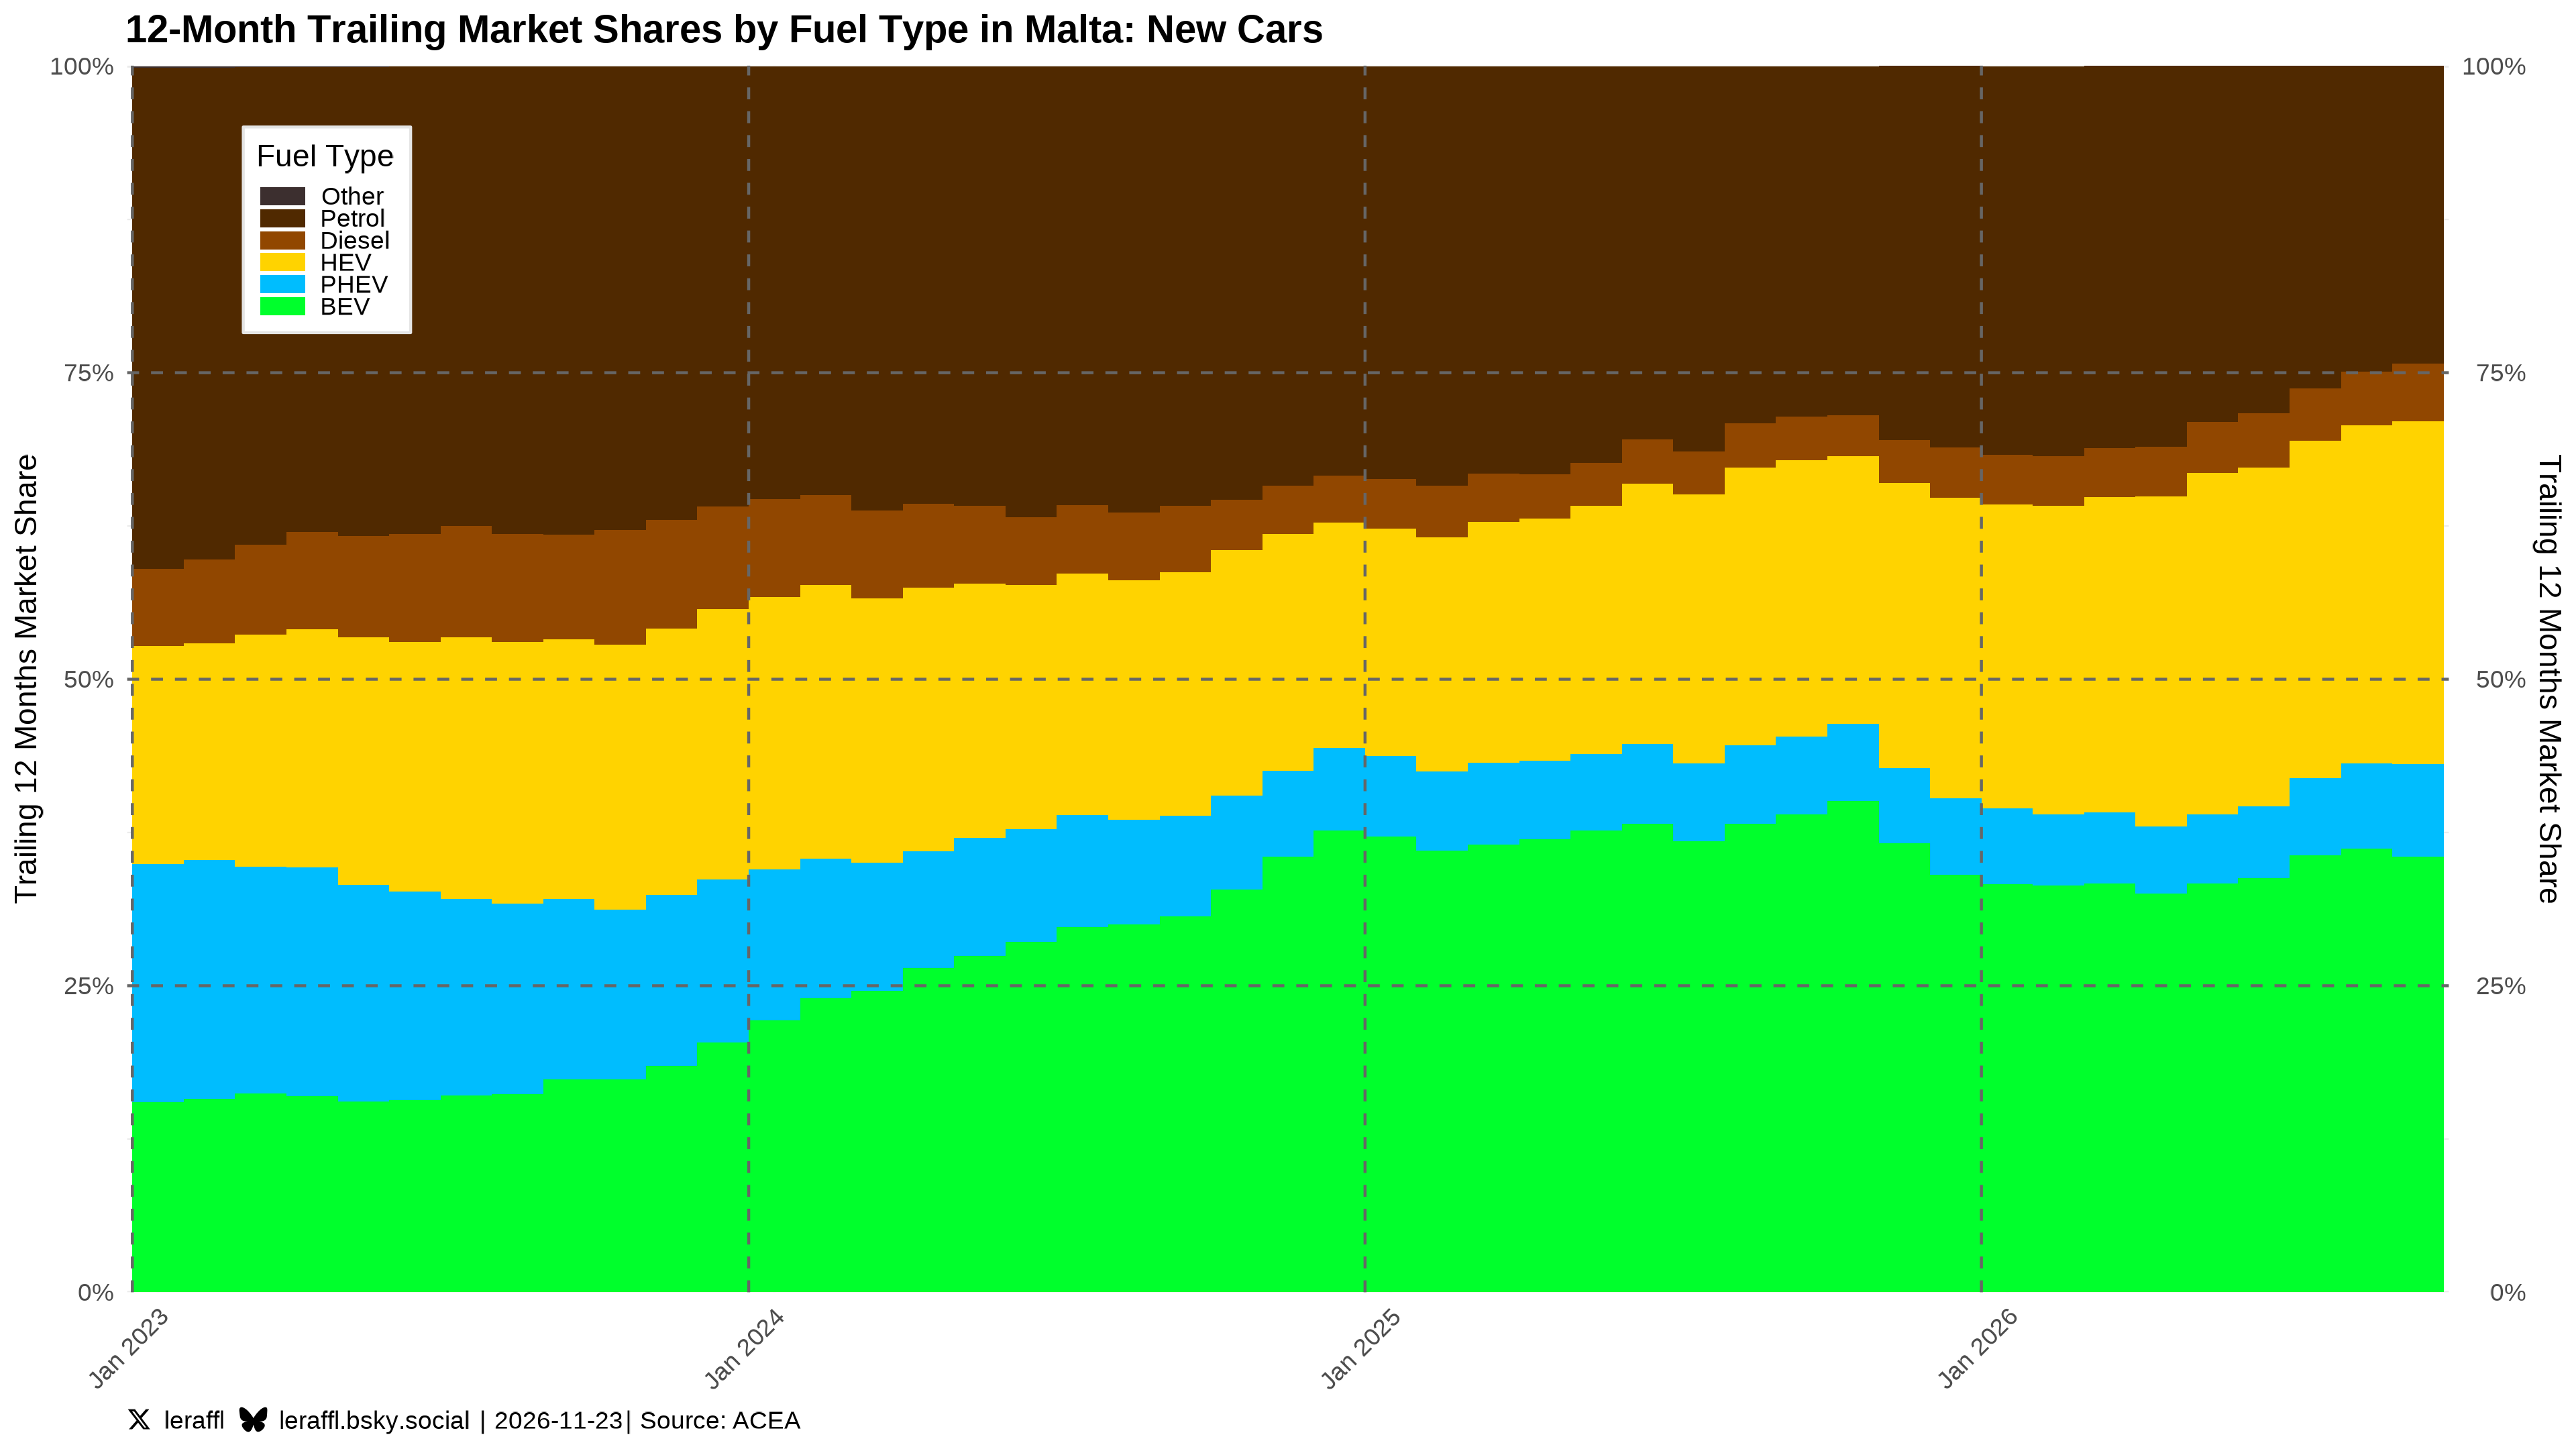 12-Month Trailing Market Shares by Fuel Type in Malta: New Cars
100%
100%
Fuel Type
Other
Petrol
Diesel
HEV
PHEV
BEV
75%
75%
Trailing 12 Months Market Share
Trailing 12 Months Market Share
50%
50%
25%
25%
0%
0%
Jan 2023
Jan 2024
Jan 2025
Jan 2026
leraffl leraffl.bsky.social | 2026-11-23| Source: ACEA